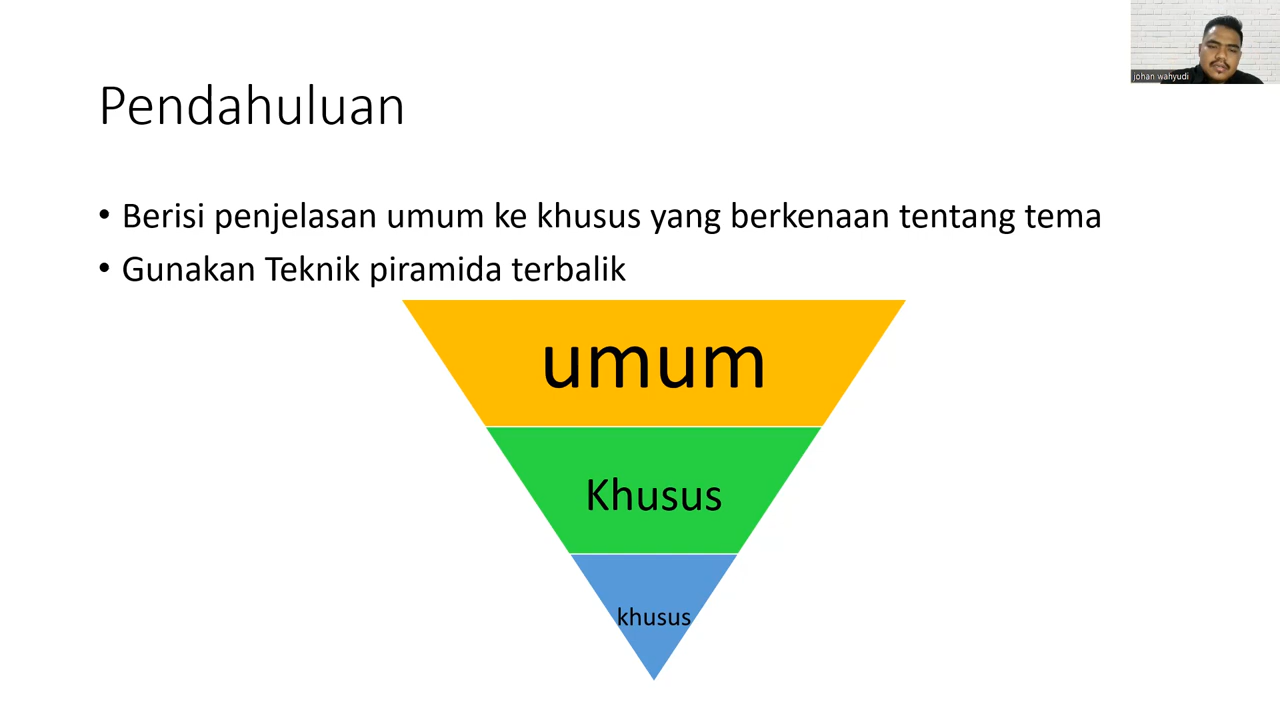 johan wahyudi
Pendahuluan
• Berisi penjelasan umum ke khusus yang berkenaan tentang tema
• Gunakan Teknik piramida terbalik
umum
Khusus
khusus